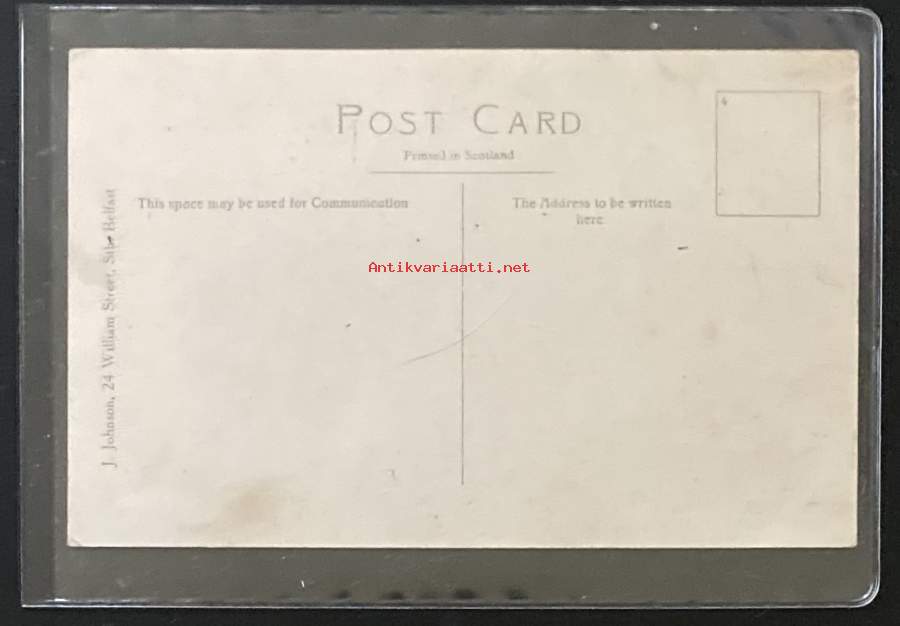 POST CARD
Printed in Scotland
This space may be used for Communication
The Address to be written
here
Antikvariaatti.net
J. Johnson, 24 William Street, Sth. Belfast